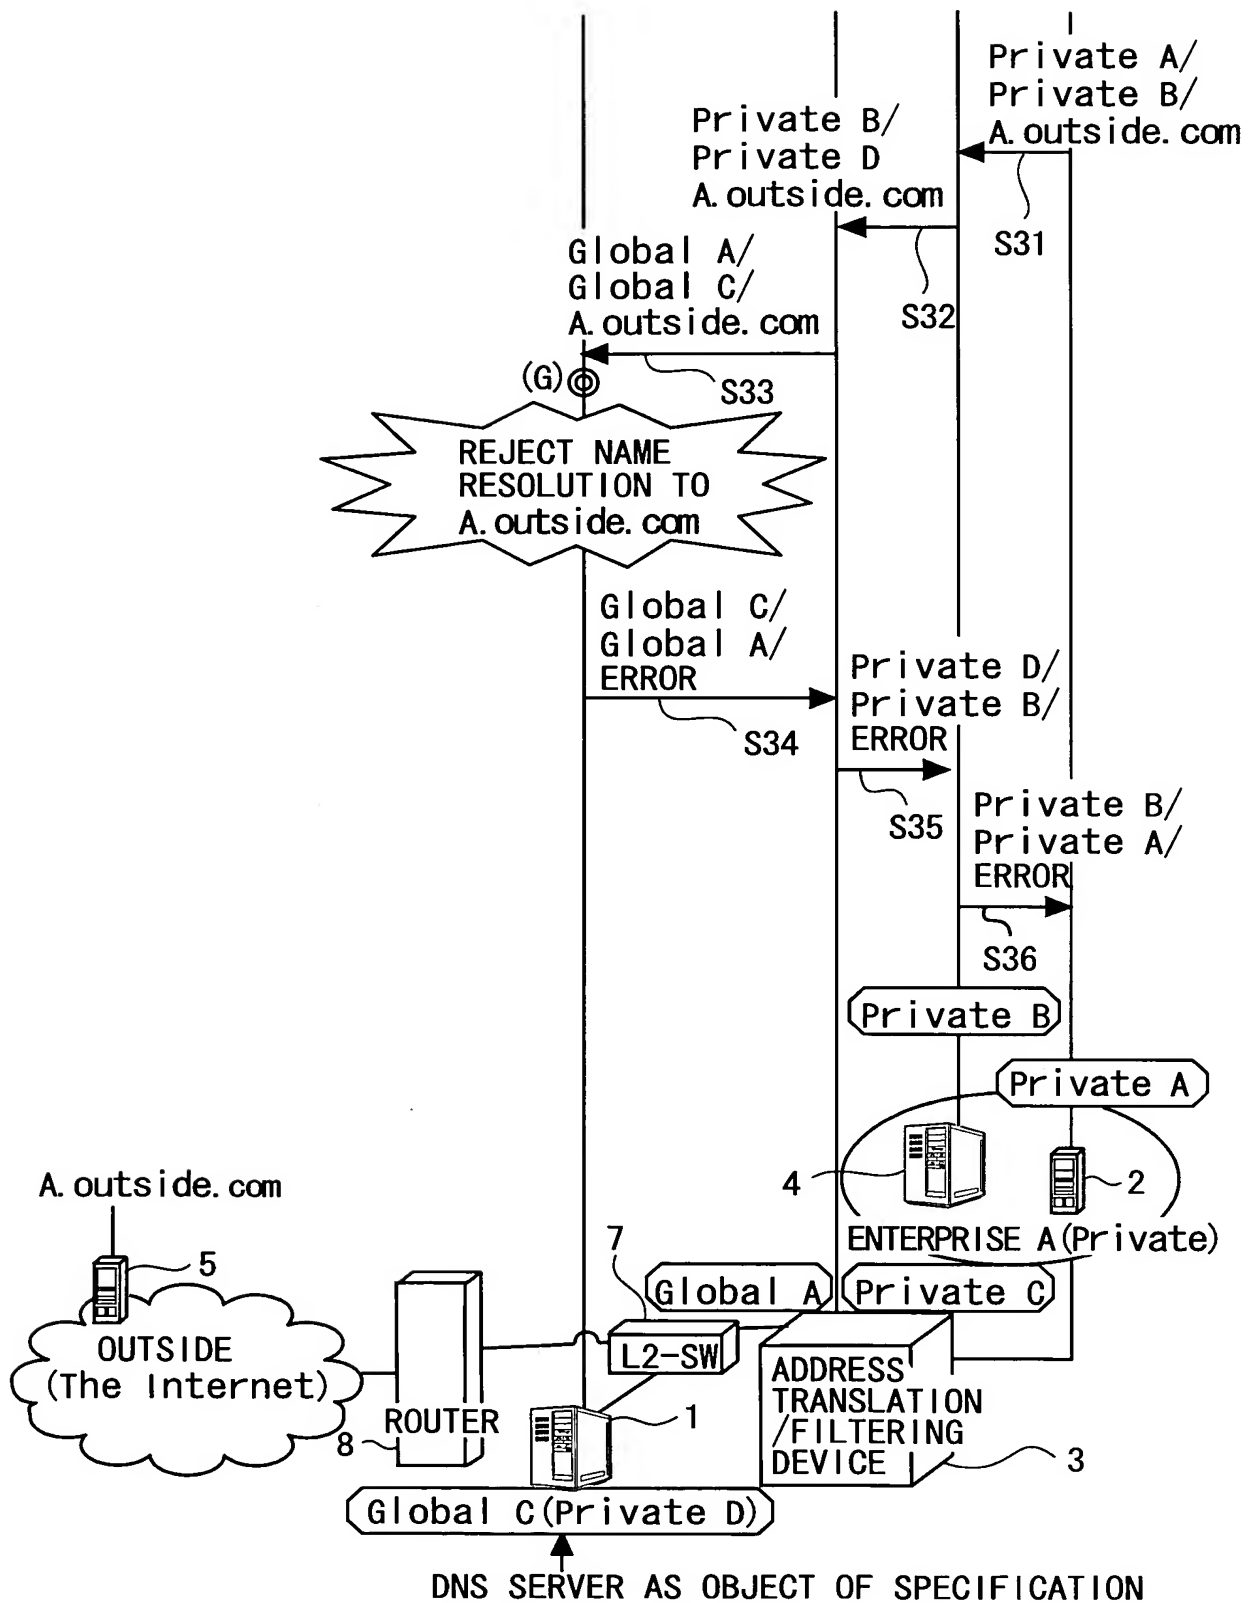 Private A/
Private B/
A.outside.com
Private B/
Private D
A.outside.com
S31
Global A/
Global C/
A.outside.com
S32
(G)
S33
REJECT NAME
RESOLUTION TO
A.outside.com
Global C/
Global A/
ERROR
S34
Private D/
Private B/
ERROR
S35
Private B/
Private A/
ERROR
S36
Private B
Private A
4
2
ENTERPRISE A(Private)
A.outside.com
5
7
Global A
Private C
OUTSIDE
(The Internet)
L2-SW
ROUTER
8
1
ADDRESS
TRANSLATION
/FILTERING
DEVICE
3
Global C(Private D)
DNS SERVER AS OBJECT OF SPECIFICATION